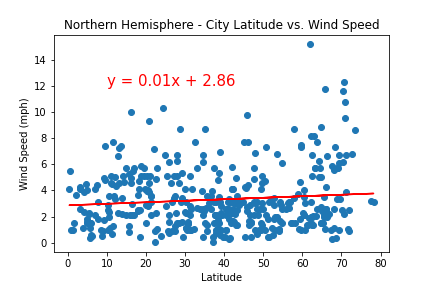 Northern Hemisphere - City Latitude vs. Wind Speed
y = 0.01x + 2.86
Wind Speed (mph)
14
12
10
8
6
4
2
0
0 10 20 30 40 50 60 70 80
Latitude